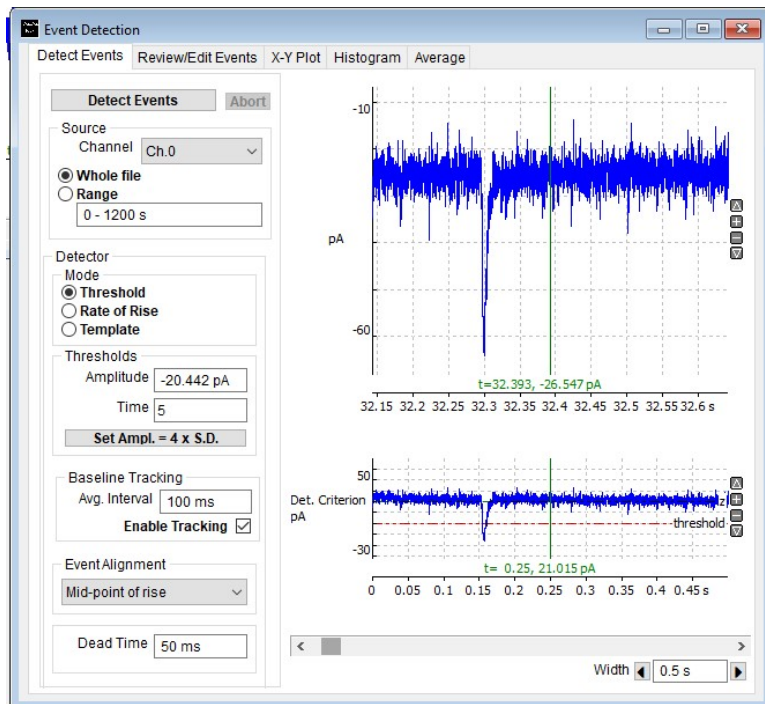 Event Detection
Detect Events Review/Edit Events X-Y Plot Histogram Average
Detect Events Abort
Source
Channel Ch.0
Whole file
Range
0 - 1200 s
Detector
Mode
Threshold
Rate of Rise
Template
Thresholds
Amplitude -20.442 pA
Time 5
Set Ampl. = 4 x S.D.
Baseline Tracking
Avg. Interval 100 ms
Enable Tracking
Event Alignment
Mid-point of rise
Dead Time 50 ms
-10
pA
-60
t=32.393, -26.547 pA
32.15 32.2 32.25 32.3 32.35 32.4 32.45 32.5 32.55 32.6 s
50
Det. Criterion
pA
z
threshold
-30
t= 0.25, 21.015 pA
0 0.05 0.1 0.15 0.2 0.25 0.3 0.35 0.4 0.45 s
Width 0.5 s